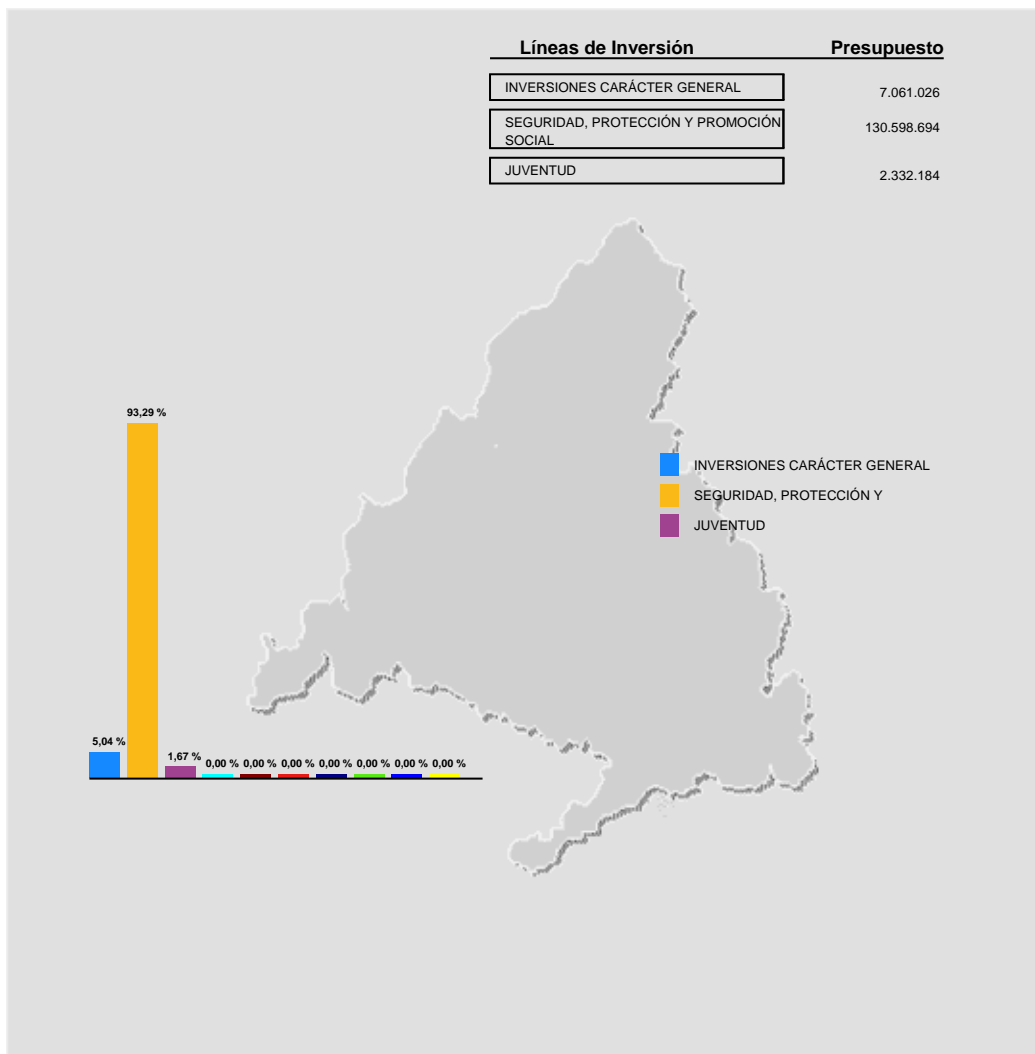 Líneas de Inversión Presupuesto
INVERSIONES CARÁCTER GENERAL 7.061.026
SEGURIDAD, PROTECCIÓN Y PROMOCIÓN
SOCIAL
130.598.694
JUVENTUD 2.332.184
93,29 %
INVERSIONES CARÁCTER GENERAL
SEGURIDAD, PROTECCIÓN Y
JUVENTUD
5,04 %
1,67 %
0,00 % 0,00 % 0,00 % 0,00 % 0,00 % 0,00 % 0,00 %